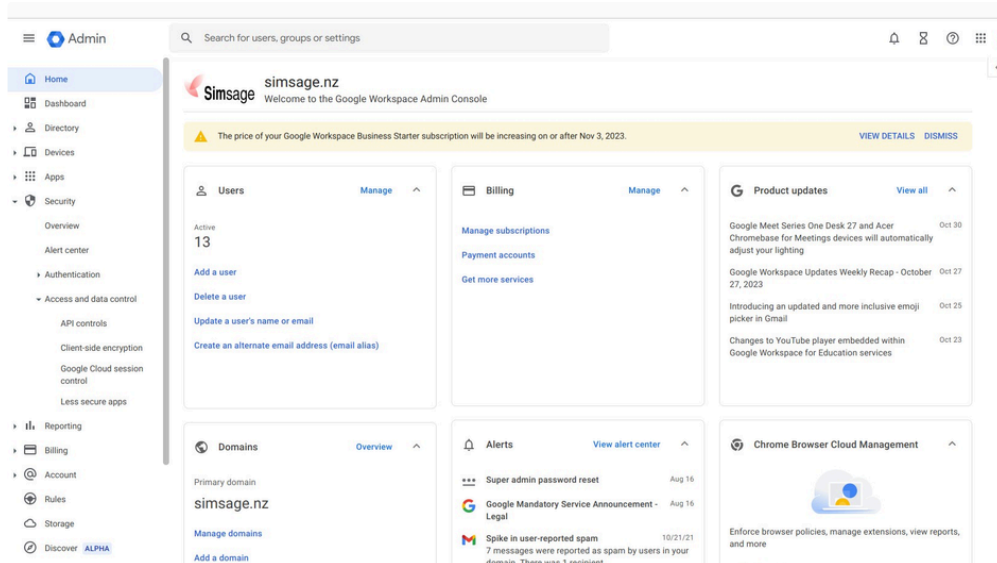 Admin
Search for users, groups or settings
Home
Dashboard
Directory
Devices
Apps
Security
Overview
Alert center
Authentication
Access and data control
API controls
Client-side encryption
Google Cloud session
control
Less secure apps
Reporting
Billing
Account
Rules
Storage
Discover ALPHA
Simsage
simsage.nz
Welcome to the Google Workspace Admin Console
The price of your Google Workspace Business Starter subscription will be increasing on or after Nov 3, 2023. VIEW DETAILS DISMISS
Users Manage
Active
13
Add a user
Delete a user
Update a user's name or email
Create an alternate email address (email alias)
Billing Manage
Manage subscriptions
Payment accounts
Get more services
Product updates View all
Google Meet Series One Desk 27 and Acer Oct 30
Chromebase for Meetings devices will automatically
adjust your lighting
Google Workspace Updates Weekly Recap - October Oct 27
27, 2023
Introducing an updated and more inclusive emoji Oct 25
picker in Gmail
Changes to YouTube player embedded within Oct 23
Google Workspace for Education services
Domains Overview
Primary domain
simsage.nz
Manage domains
Add a domain
Alerts View alert center
Super admin password reset Aug 16
Google Mandatory Service Announcement - Aug 16
Legal
Spike in user-reported spam 10/21/21
7 messages were reported as spam by users in your
domain. There was 1 recipient
Chrome Browser Cloud Management
Enforce browser policies, manage extensions, view reports,
and more